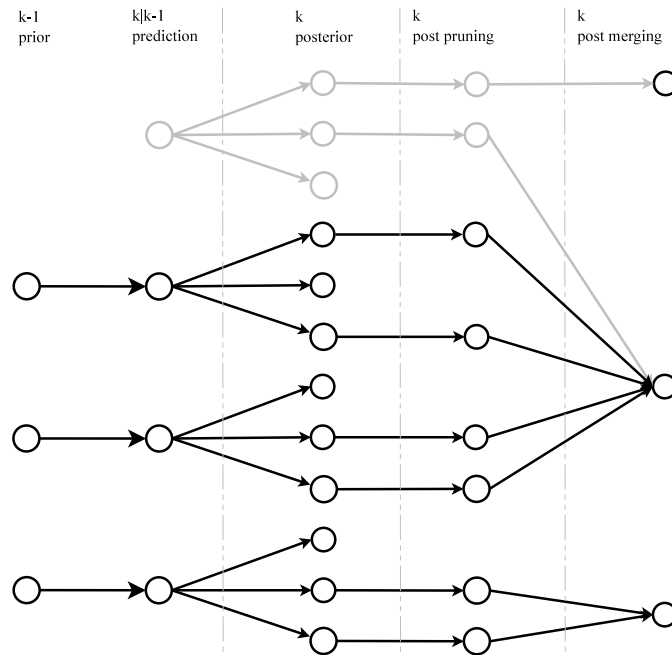 k-1
prior
k|k-1
prediction
k
posterior
k
post pruning
k
post merging